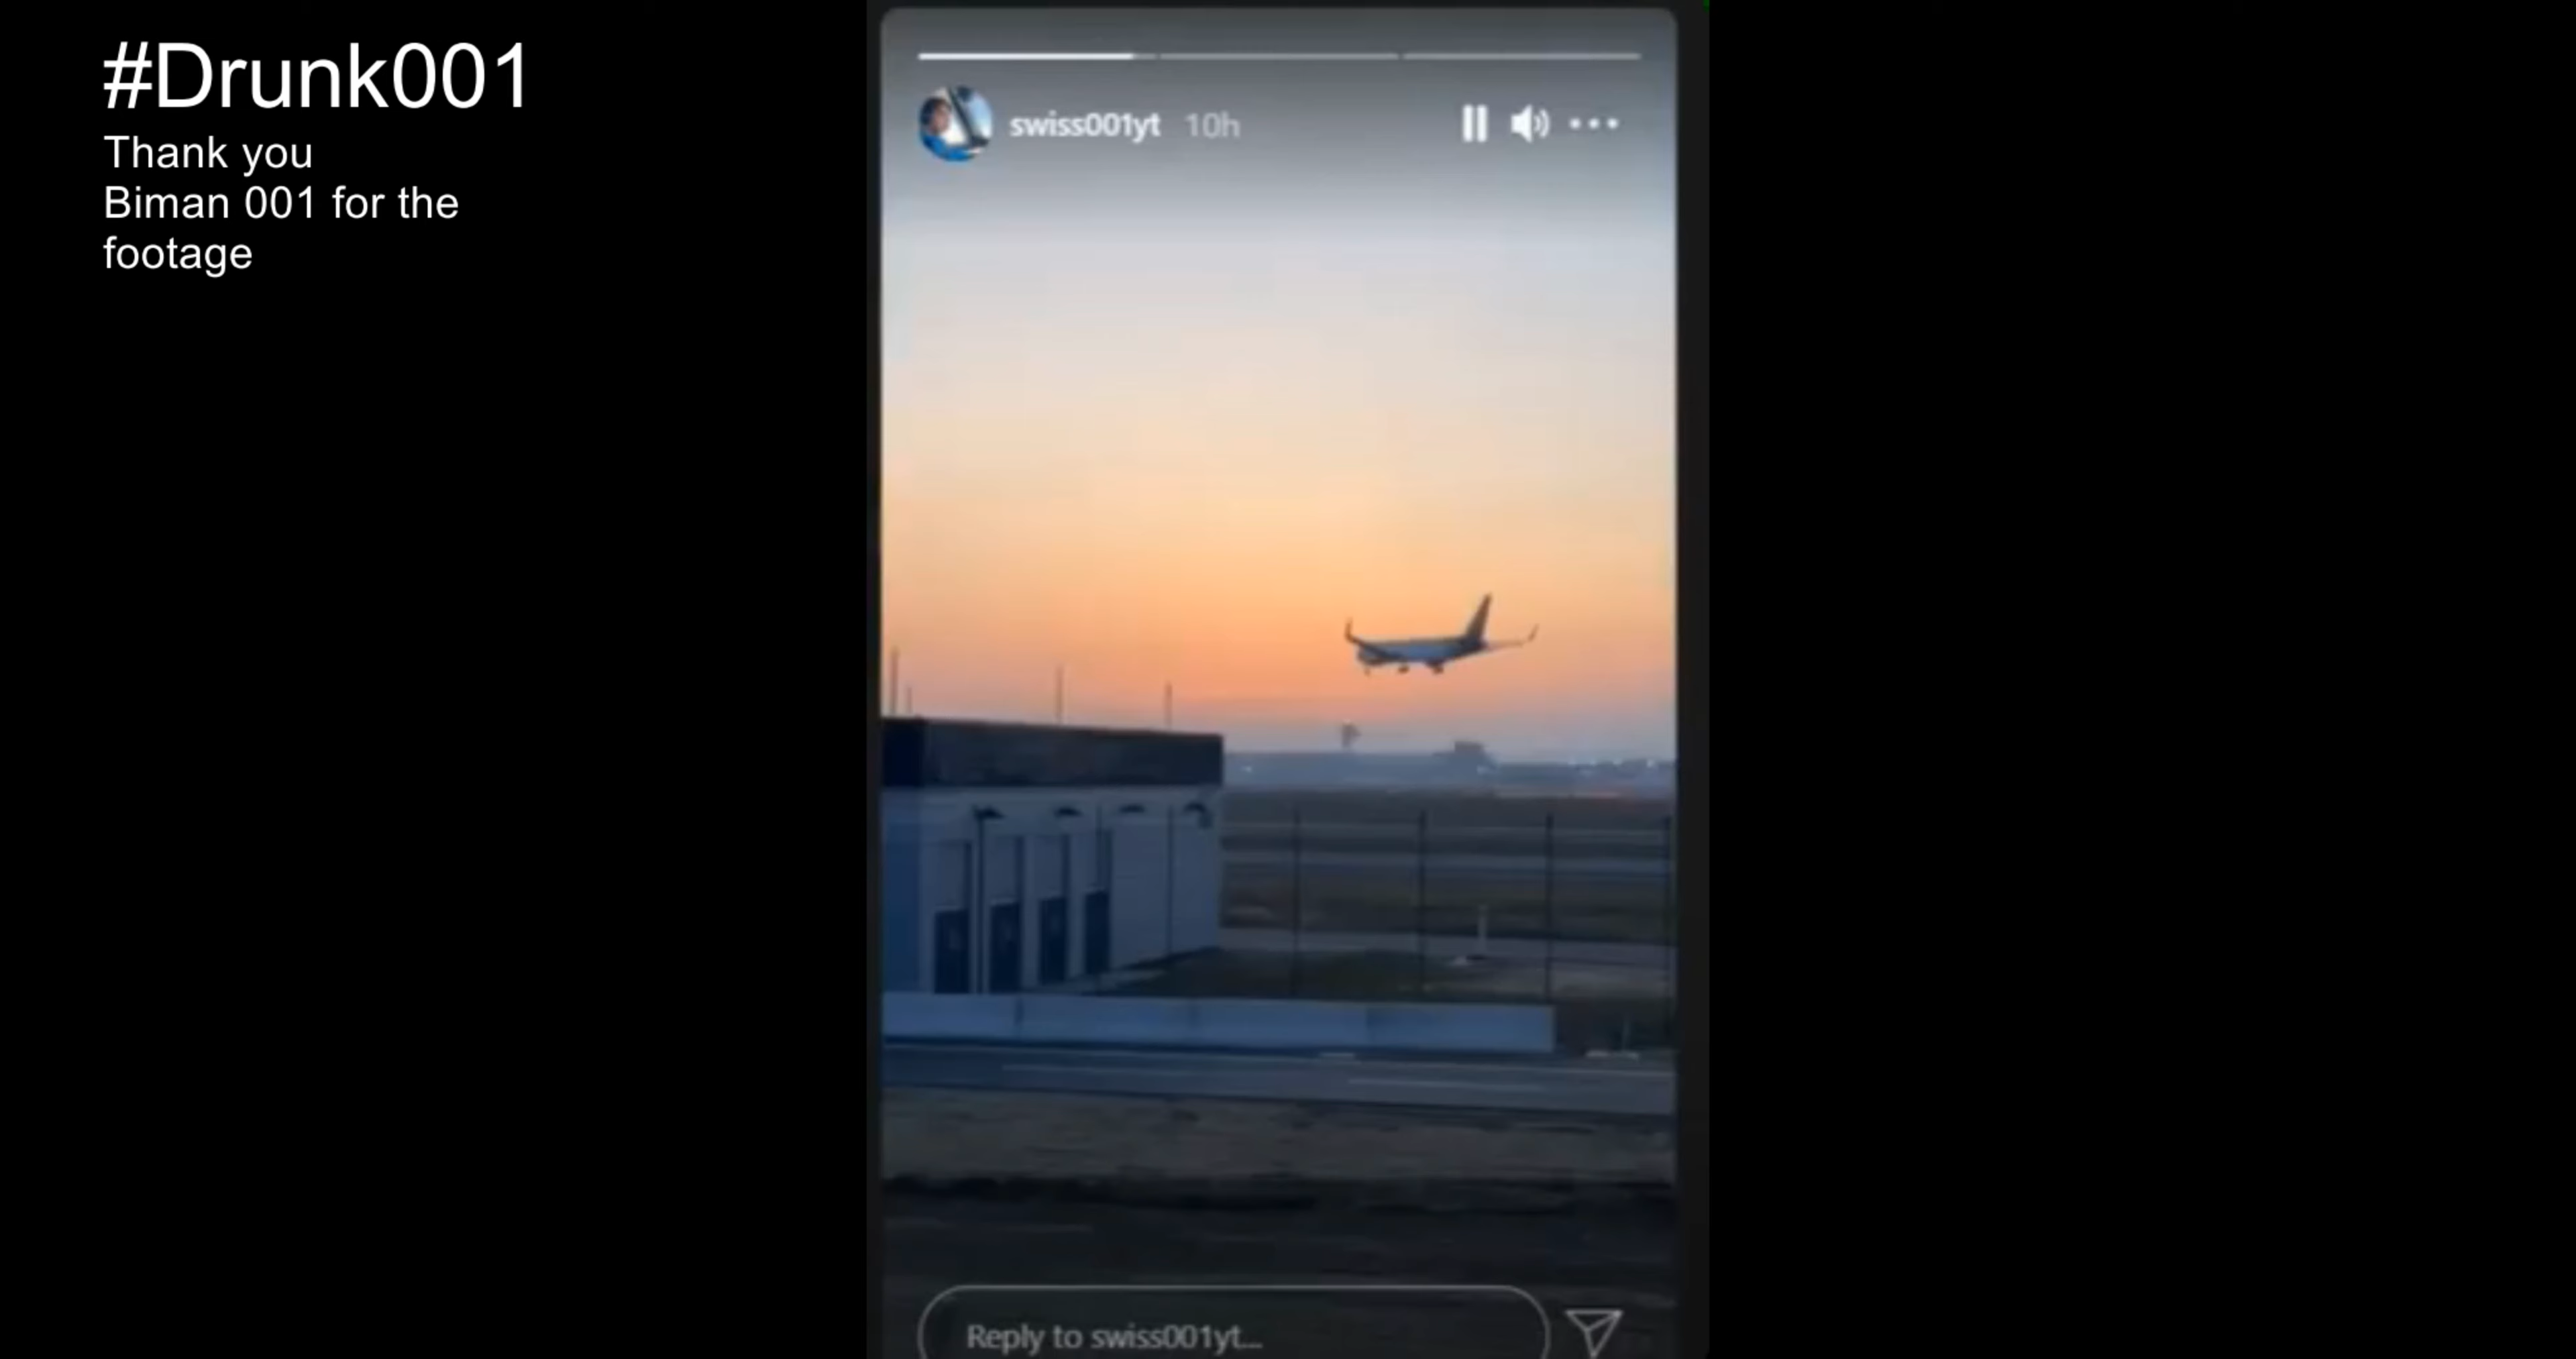 #Drunk001
Thank you
Biman 001 for the
footage
swiss001yt 10h
Reply to swiss001yt...